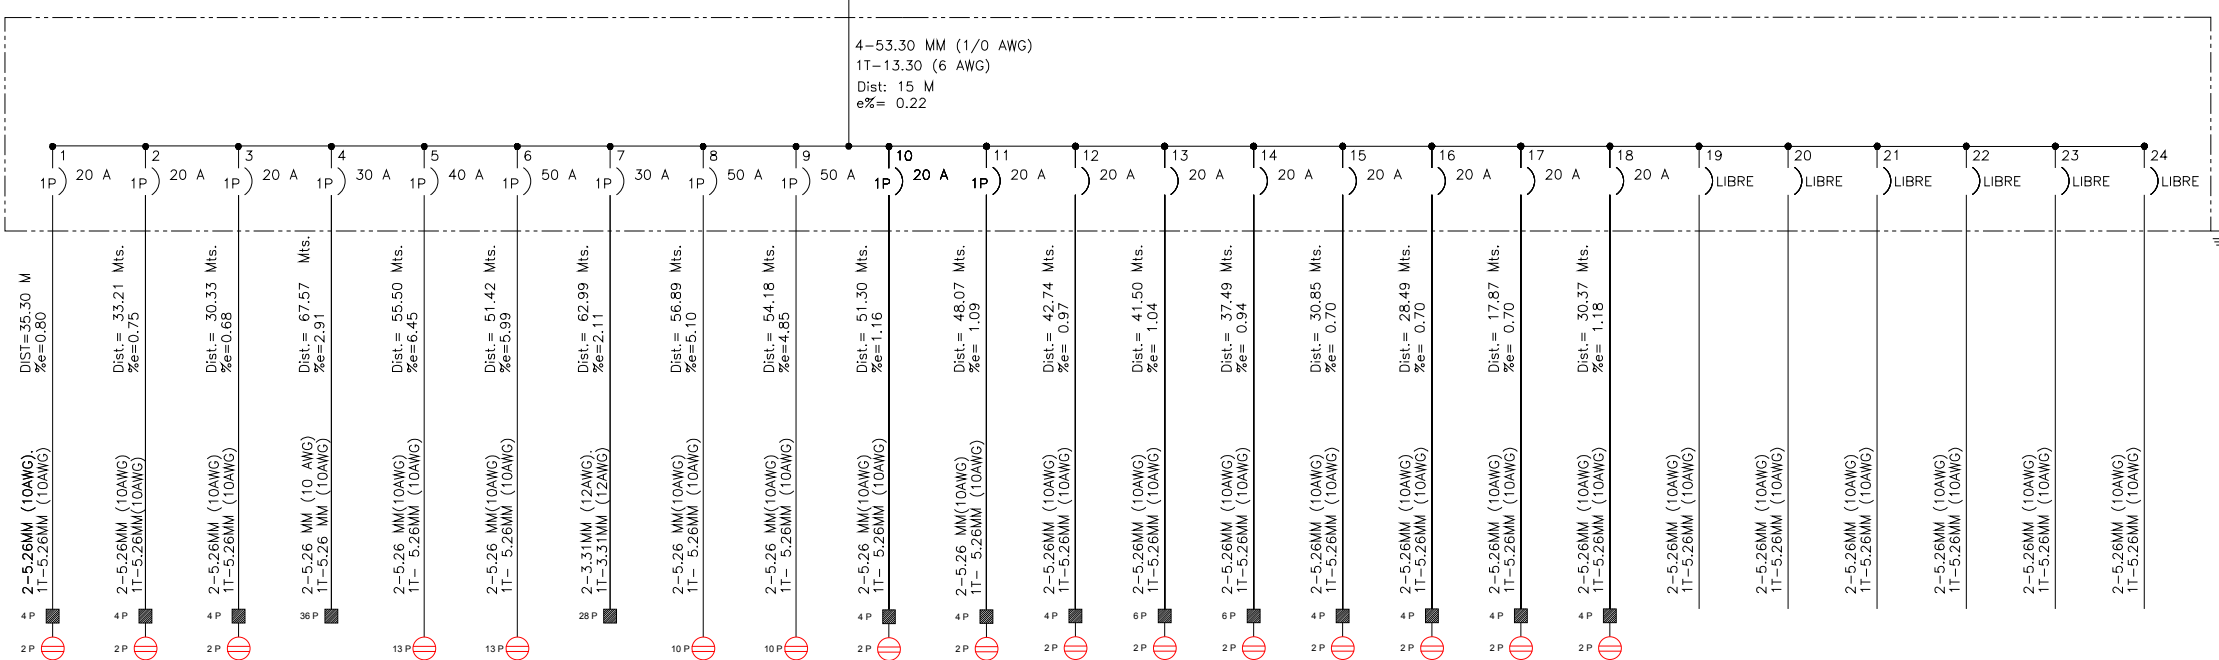 4-53.30 MM (1/0 AWG)
1T-13.30 (6 AWG)
Dist: 15 M
e%= 0.22
1
1P
20 A
2
1P
20 A
3
1P
20 A
4
1P
30 A
5
1P
40 A
6
1P
50 A
7
1P
30 A
8
1P
50 A
9
1P
50 A
10
1P
20 A
11
1P
20 A
12
20 A
13
20 A
14
20 A
15
20 A
16
20 A
17
20 A
18
20 A
19
LIBRE
20
LIBRE
21
LIBRE
22
LIBRE
23
LIBRE
24
LIBRE
DIST=35.30 M
%e=0.80
Dist.= 33.21 Mts.
%e=0.75
Dist.= 30.33 Mts.
%e=0.68
Dist.= 67.57 Mts.
%e=2.91
Dist.= 55.50 Mts.
%e=6.45
Dist.= 51.42 Mts.
%e=5.99
Dist.= 62.99 Mts.
%e=2.11
Dist.= 56.89 Mts.
%e=5.10
Dist.= 54.18 Mts.
%e=4.85
Dist.= 51.30 Mts.
%e=1.16
Dist.= 48.07 Mts.
%e= 1.09
Dist.= 42.74 Mts.
%e= 0.97
Dist.= 41.50 Mts.
%e= 1.04
Dist.= 37.49 Mts.
%e= 0.94
Dist.= 30.85 Mts.
%e= 0.70
Dist.= 28.49 Mts.
%e= 0.70
Dist.= 17.87 Mts.
%e= 0.70
Dist.= 30.37 Mts.
%e= 1.18
2-5.26MM (10AWG).
1T-5.26MM (10AWG)
2-5.26MM (10AWG)
1T-5.26MM(10AWG)
2-5.26MM (10AWG)
1T-5.26MM (10AWG)
2-5.26 MM (10 AWG)
1T-5.26 MM (10AWG)
2-5.26 MM(10AWG)
1T- 5.26MM (10AWG)
2-5.26 MM(10AWG)
1T- 5.26MM (10AWG)
2-3.31MM (12AWG).
1T-3.31MM (12AWG)
2-5.26 MM(10AWG)
1T- 5.26MM (10AWG)
2-5.26 MM(10AWG)
1T- 5.26MM (10AWG)
2-5.26 MM(10AWG)
1T- 5.26MM (10AWG)
2-5.26 MM(10AWG)
1T- 5.26MM (10AWG)
2-5.26MM (10AWG)
1T-5.26MM (10AWG)
2-5.26MM (10AWG)
1T-5.26MM (10AWG)
2-5.26MM (10AWG)
1T-5.26MM (10AWG)
2-5.26MM (10AWG)
1T-5.26MM (10AWG)
2-5.26MM (10AWG)
1T-5.26MM (10AWG)
2-5.26MM (10AWG)
1T-5.26MM (10AWG)
2-5.26MM (10AWG)
1T-5.26MM (10AWG)
2-5.26MM (10AWG)
1T-5.26MM (10AWG)
2-5.26MM (10AWG)
1T-5.26MM (10AWG)
2-5.26MM (10AWG)
1T-5.26MM (10AWG)
2-5.26MM (10AWG)
1T-5.26MM (10AWG)
2-5.26MM (10AWG)
1T-5.26MM (10AWG)
2-5.26MM (10AWG)
1T-5.26MM (10AWG)
4 P
4 P
4 P
36 P
28 P
4 P
4 P
4 P
6 P
6 P
4 P
4 P
4 P
4 P
2 P
2 P
2 P
13 P
13 P
10 P
10 P
2 P
2 P
2 P
2 P
2 P
2 P
2 P
2 P
2 P